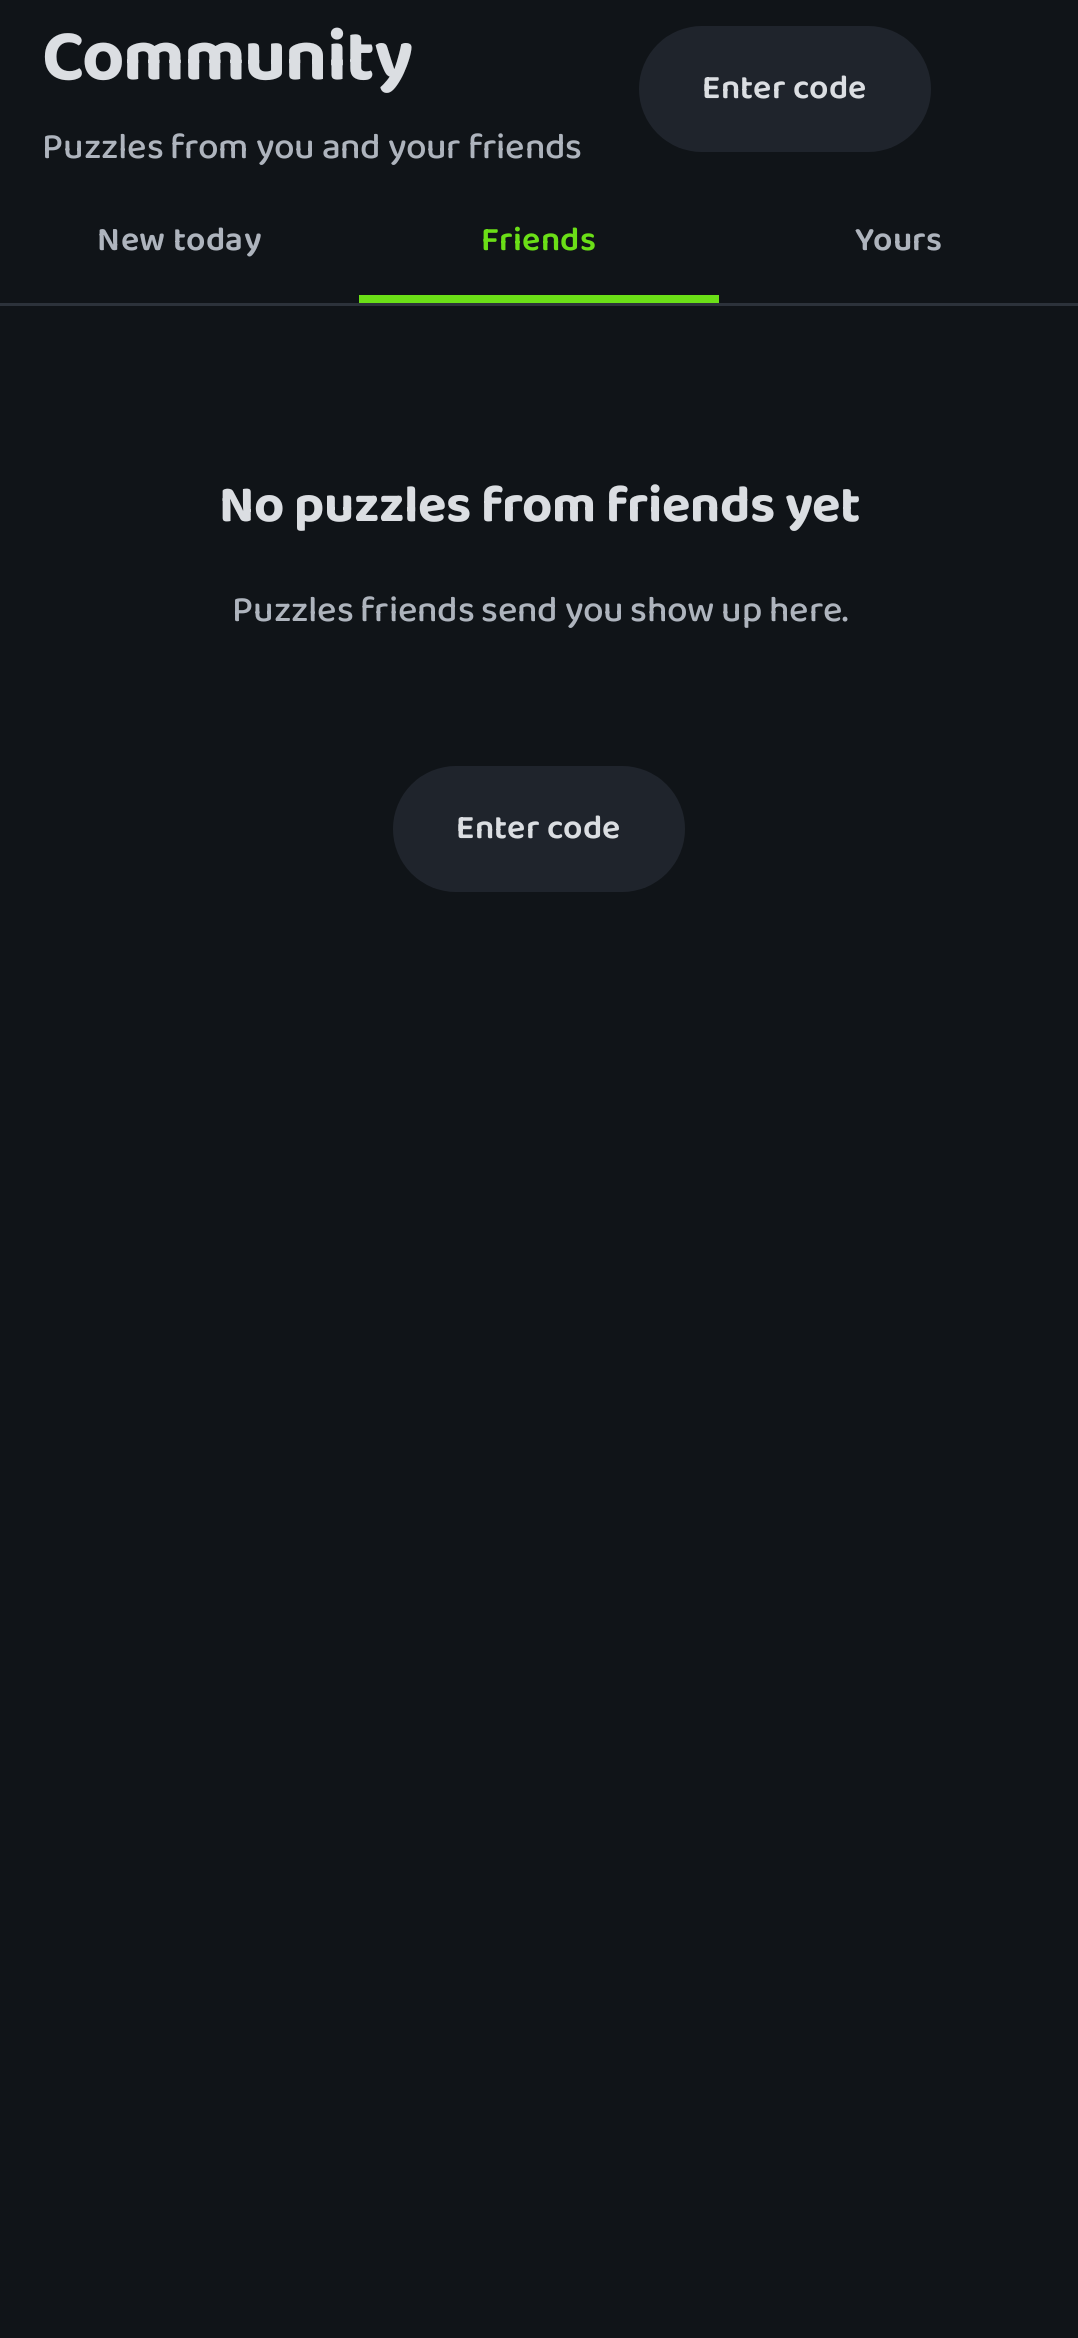 Community
Enter code
Puzzles from you and your friends
New today
Friends
Yours
No puzzles from friends yet
Puzzles friends send you show up here.
Enter code